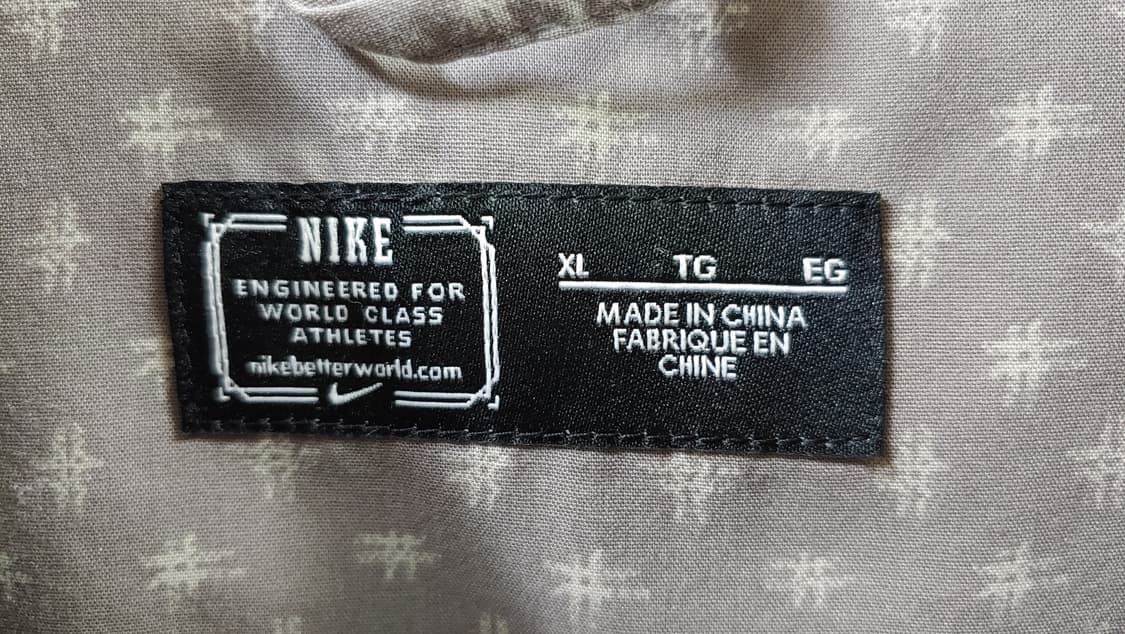 NIKE
ENGINEERED FOR
WORLD CLASS
ATHLETES
nikebetterworld.com
XL TG EG
MADE IN CHINA
FABRIQUE EN
CHINE